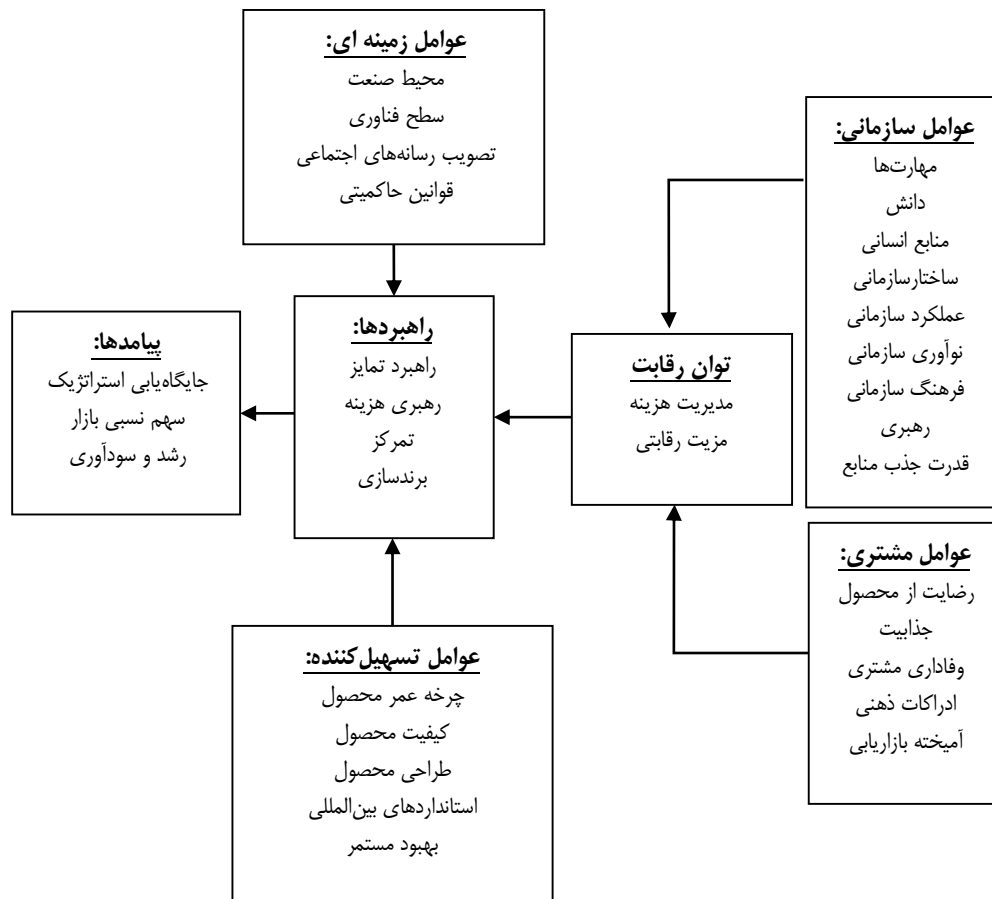 عوامل زمینه ای:
محیط صنعت
سطح فناوری
تصویب رسانه‌های اجتماعی
قوانین حاکمیتی
عوامل سازمانی:
مهارت‌ها
دانش
منابع انسانی
ساختارسازمانی
عملکرد سازمانی
نوآوری سازمانی
فرهنگ سازمانی
رهبری
قدرت جذب منابع
توان رقابت
مدیریت هزینه
مزیت رقابتی
راهبردها:
راهبرد تمایز
رهبری هزینه
تمرکز
برندسازی
پیامدها:
جایگاه‌یابی استراتژیک
سهم نسبی بازار
رشد و سودآوری
عوامل مشتری:
رضایت از محصول
جذابیت
وفاداری مشتری
ادراکات ذهنی
آمیخته بازاریابی
عوامل تسهیل‌کننده:
چرخه عمر محصول
کیفیت محصول
طراحی محصول
استانداردهای بین‌المللی
بهبود مستمر